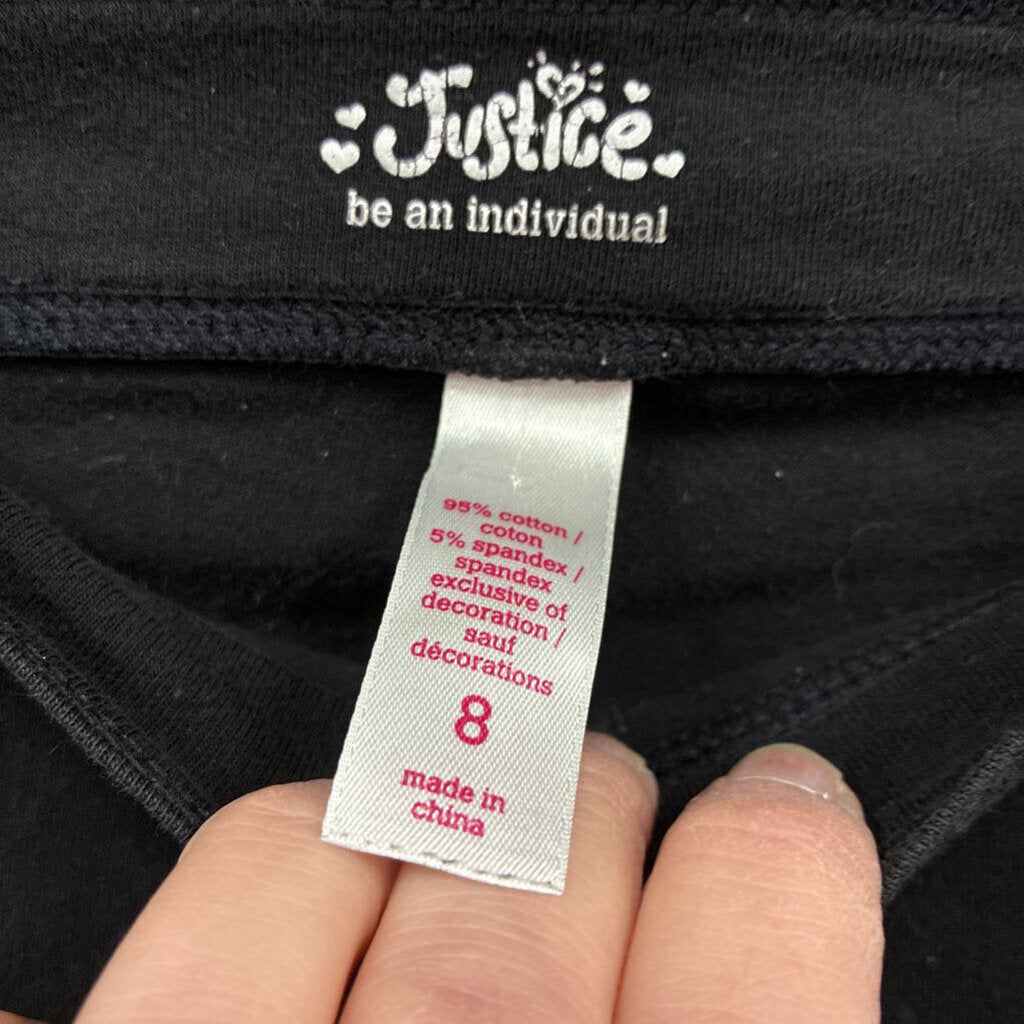 Justice
be an individual
95% cotton /
coton
5% spandex /
spandex
exclusive of
decoration /
sauf
décorations
8
made in
china